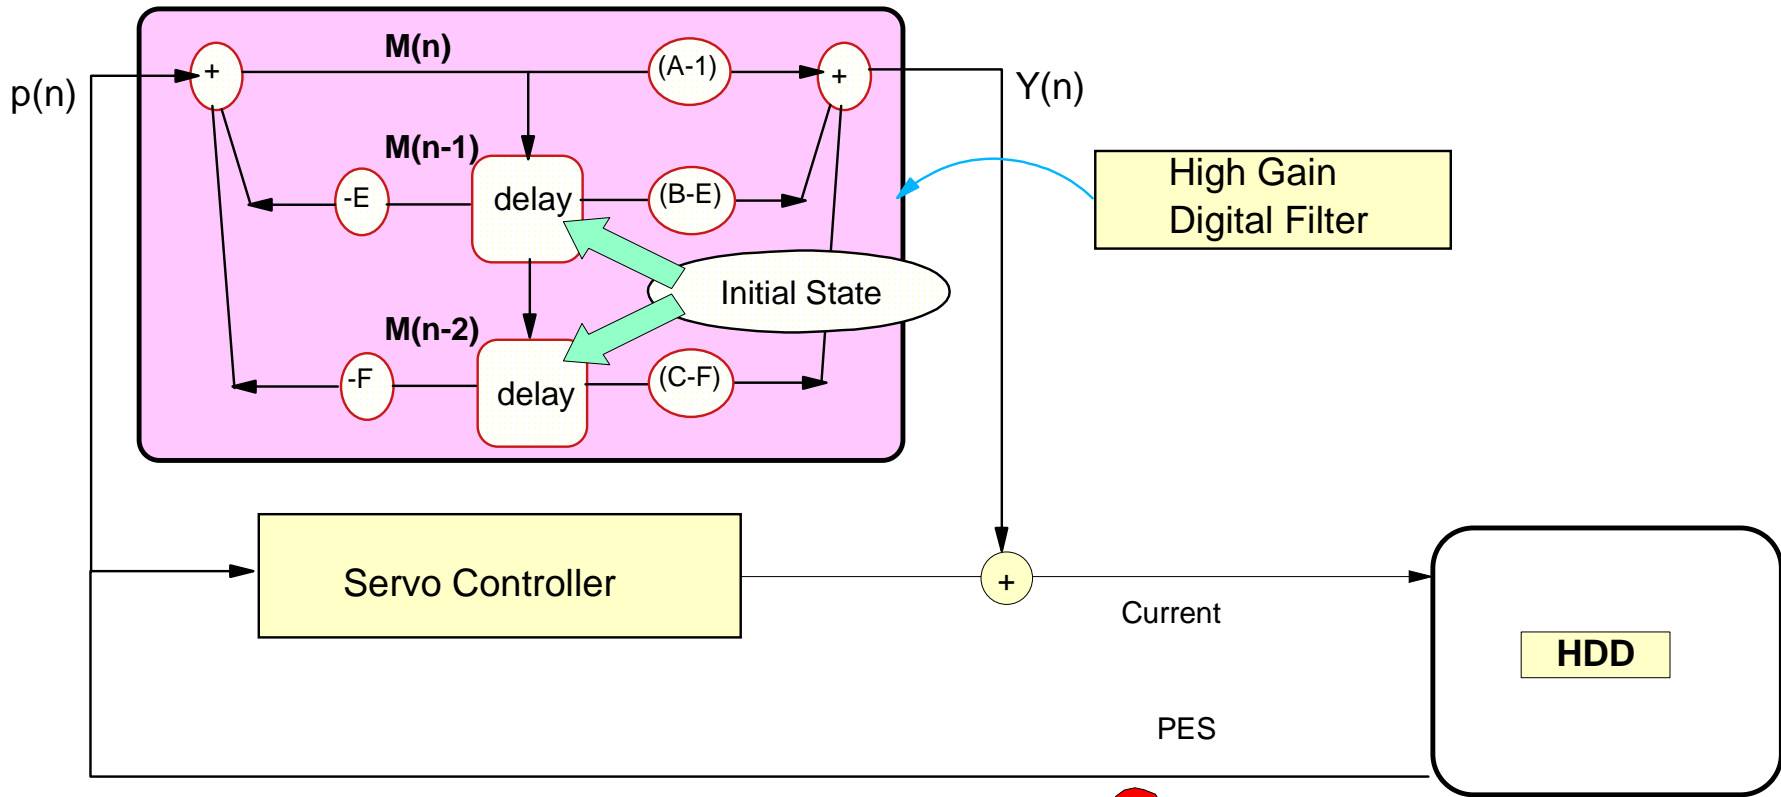 M(n)
+
(A-1)
+
p(n)
Y(n)
M(n-1)
-E
delay
(B-E)
High Gain
Digital Filter
Initial State
M(n-2)
-F
delay
(C-F)
Servo Controller
+
Current
HDD
PES